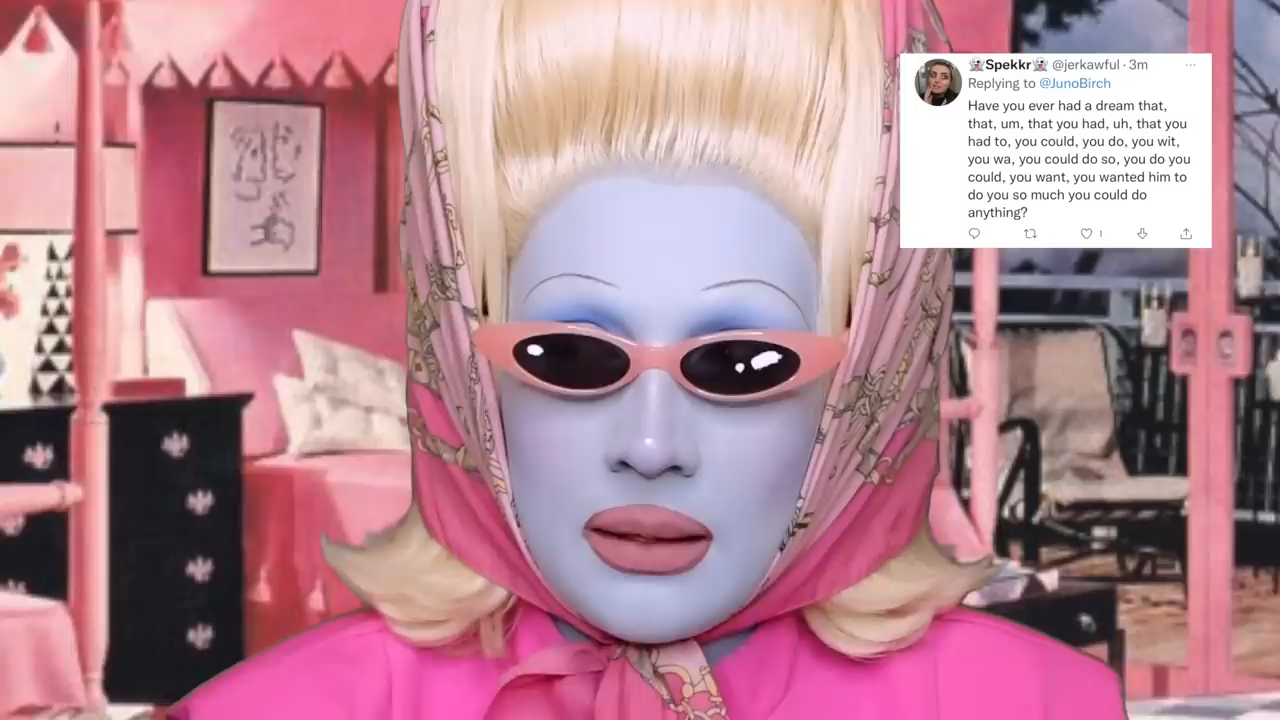 👻Spekkr👻 @jerkawful · 3m
Replying to @JunoBirch
Have you ever had a dream that,
that, um, that you had, uh, that you
had to, you could, you do, you wit,
you wa, you could do so, you do you
could, you want, you wanted him to
do you so much you could do
anything?
1